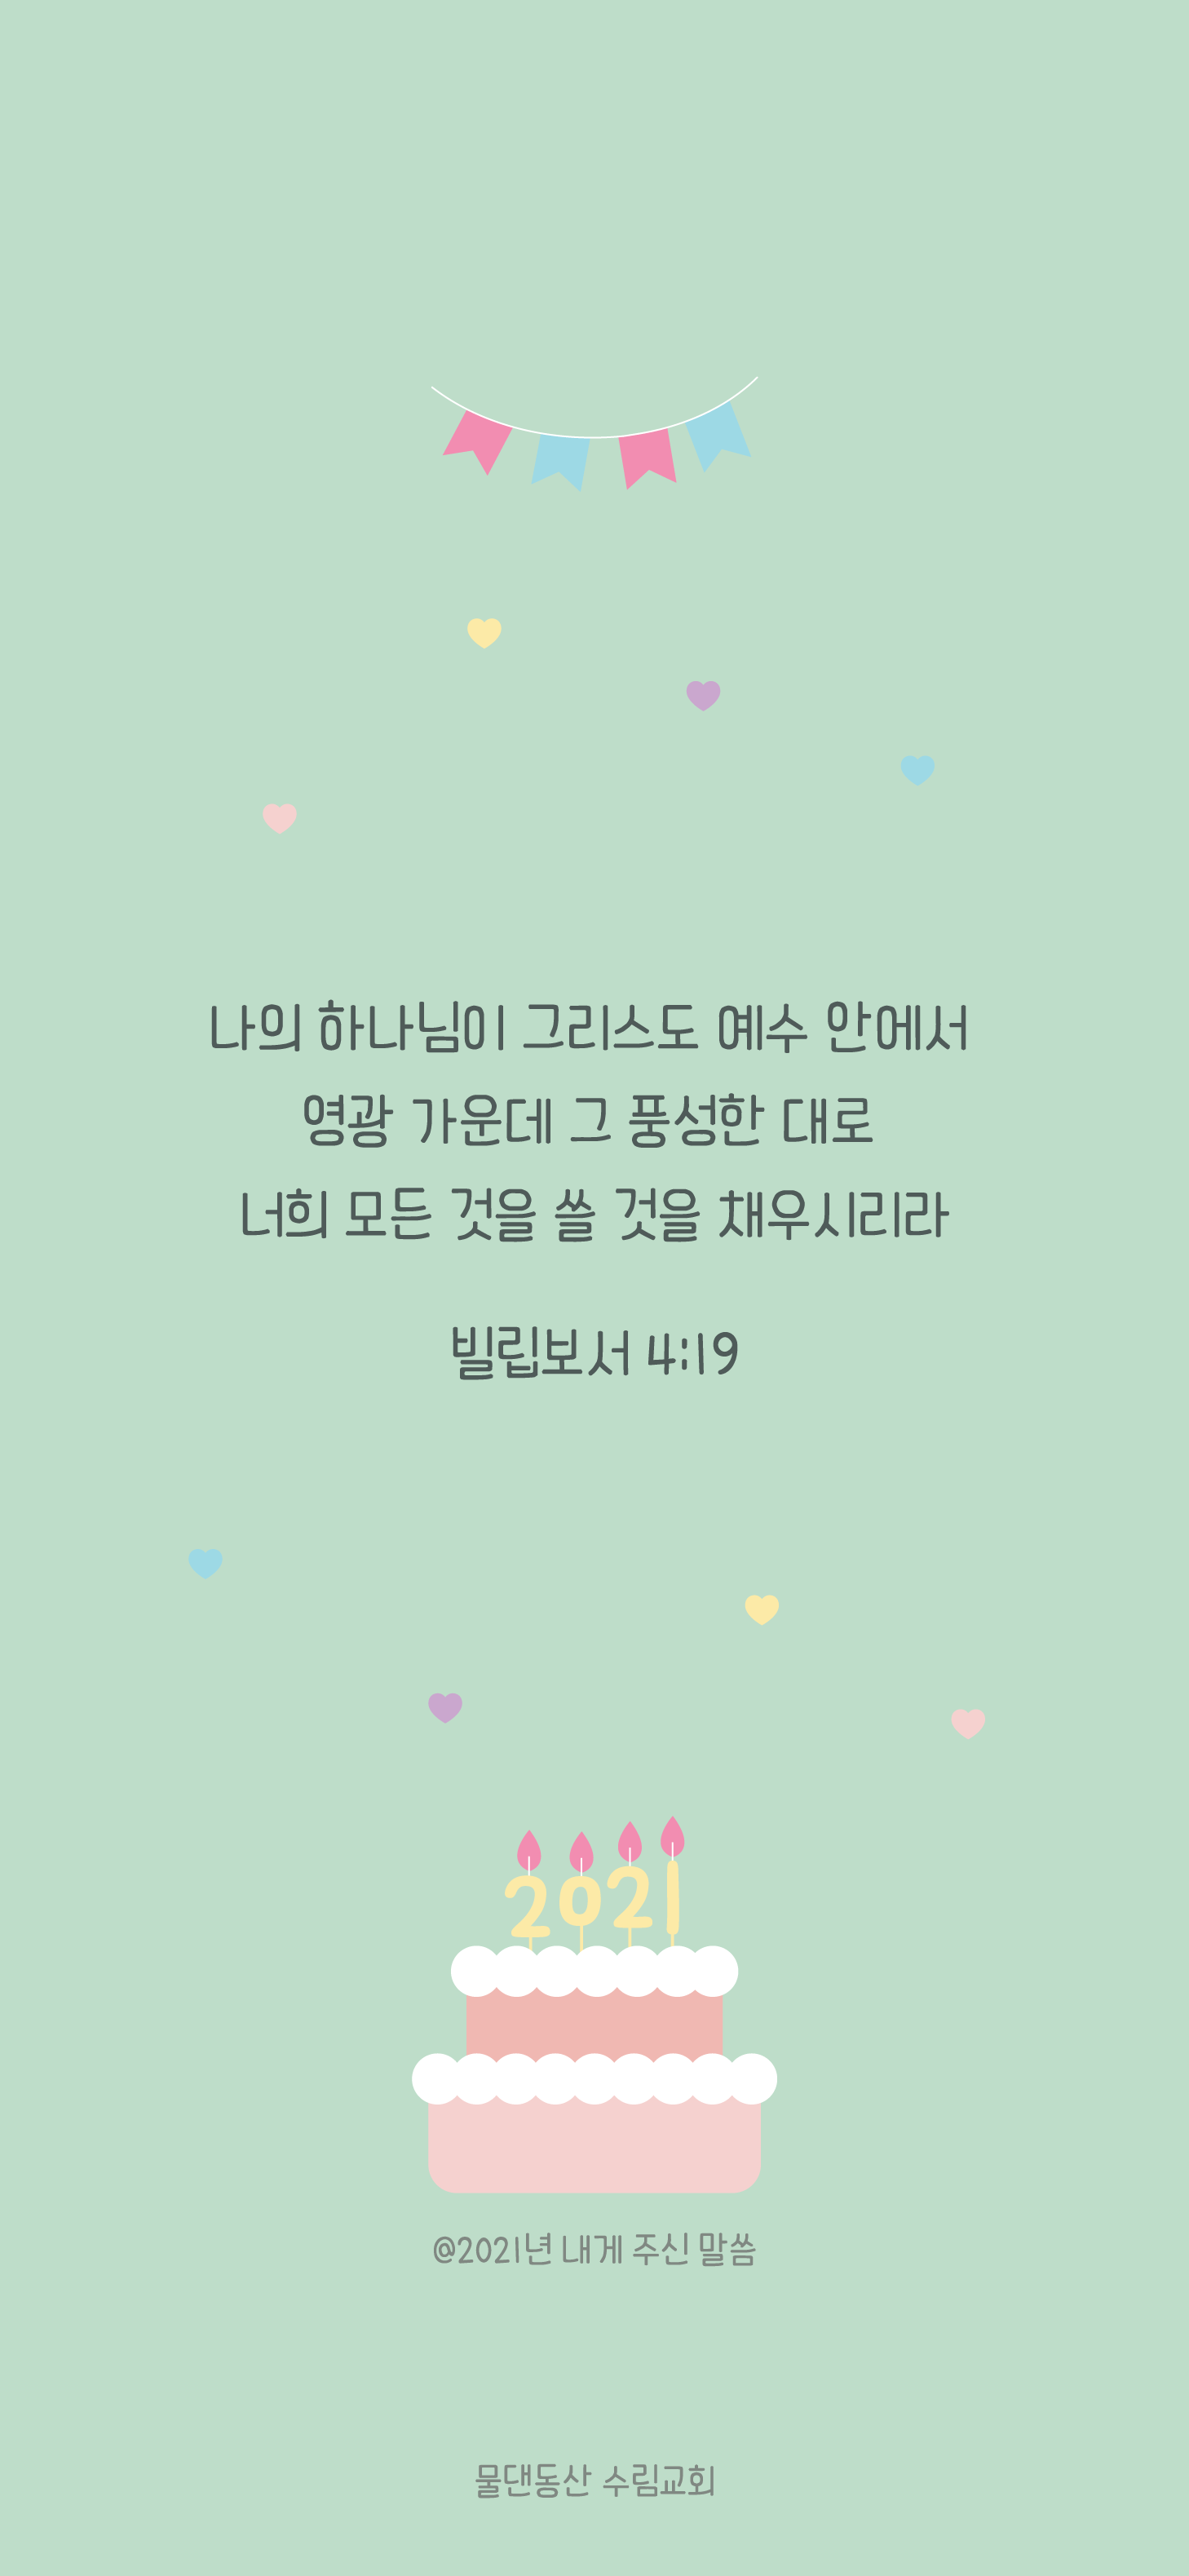 나의 하나님이 그리스도 예수 안에서
영광 가운데 그 풍성한 대로
너희 모든 것을 쓸 것을 채우시리라
빌립보서 4:19
2021
@2021년 내게 주신 말씀
물댄동산 수림교회